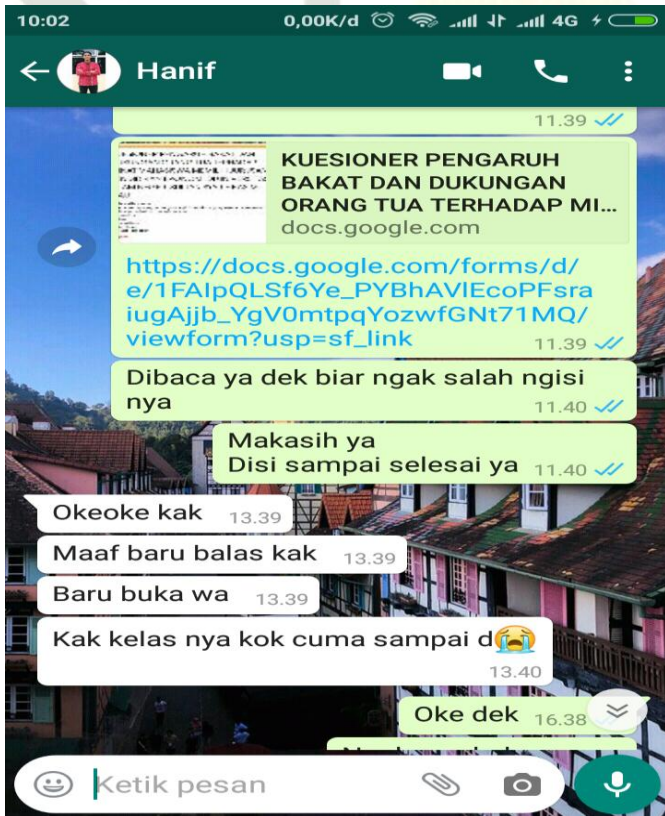 10:02
0,00K/d
4G
Hanif
11.39
KUESIONER PENGARUH
BAKAT DAN DUKUNGAN
ORANG TUA TERHADAP MI...
docs.google.com
https://docs.google.com/forms/d/
e/1FAIpQLSf6Ye_PYBhAVlEcoPFsra
iugAjjb_YgV0mtpqYozwfGNt71MQ/
viewform?usp=sf_link
11.39
Dibaca ya dek biar ngak salah ngisi
nya
11.40
Makasih ya
Disi sampai selesai ya 11.40
Okeoke kak 13.39
Maaf baru balas kak 13.39
Baru buka wa 13.39
Kak kelas nya kok cuma sampai d😭
13.40
Oke dek 16.38
Ketik pesan